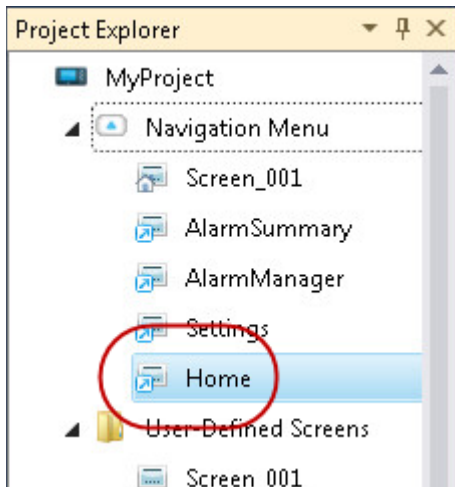 Project Explorer
MyProject
Navigation Menu
Screen_001
AlarmSummary
AlarmManager
Settings
Home
User-Defined Screens
Screen_001